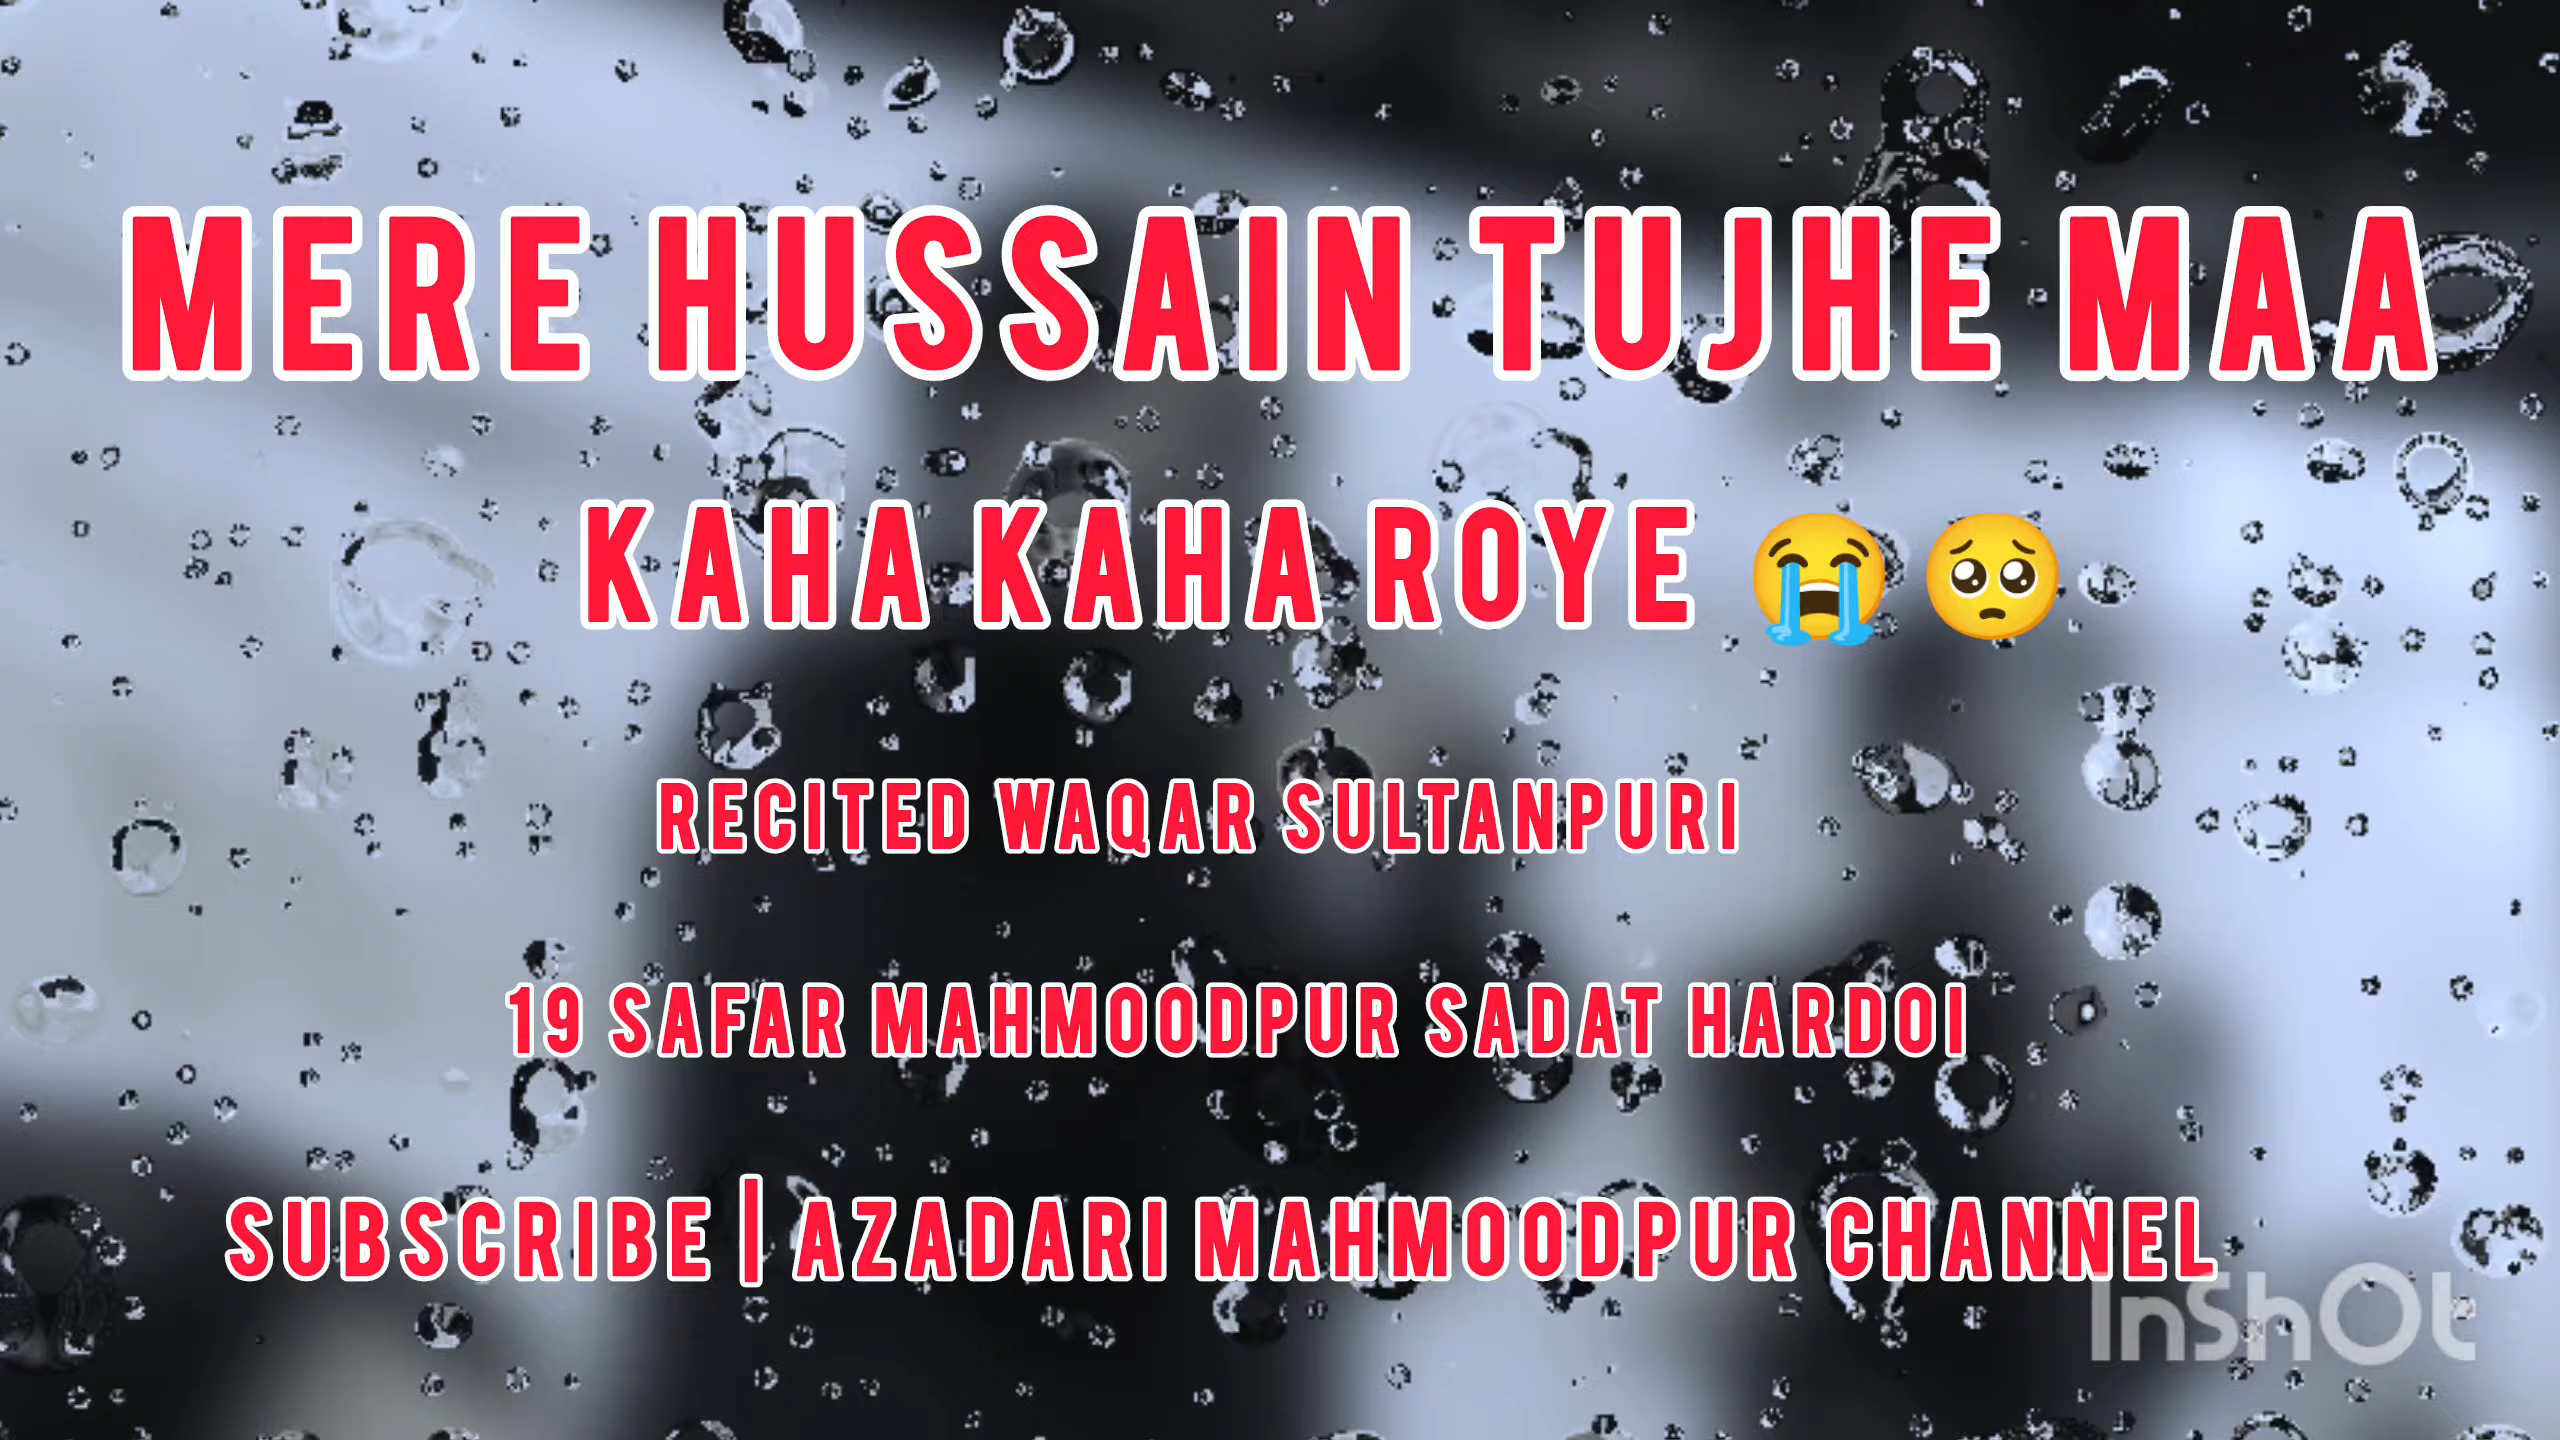 MERE HUSSAIN TUJHE MAA
KAHA KAHA ROYE 😭🥺
RECITED WAQAR SULTANPURI
19 SAFAR MAHMOODPUR SADAT HARDOI
SUBSCRIBE | AZADARI MAHMOODPUR CHANNEL
InShOt